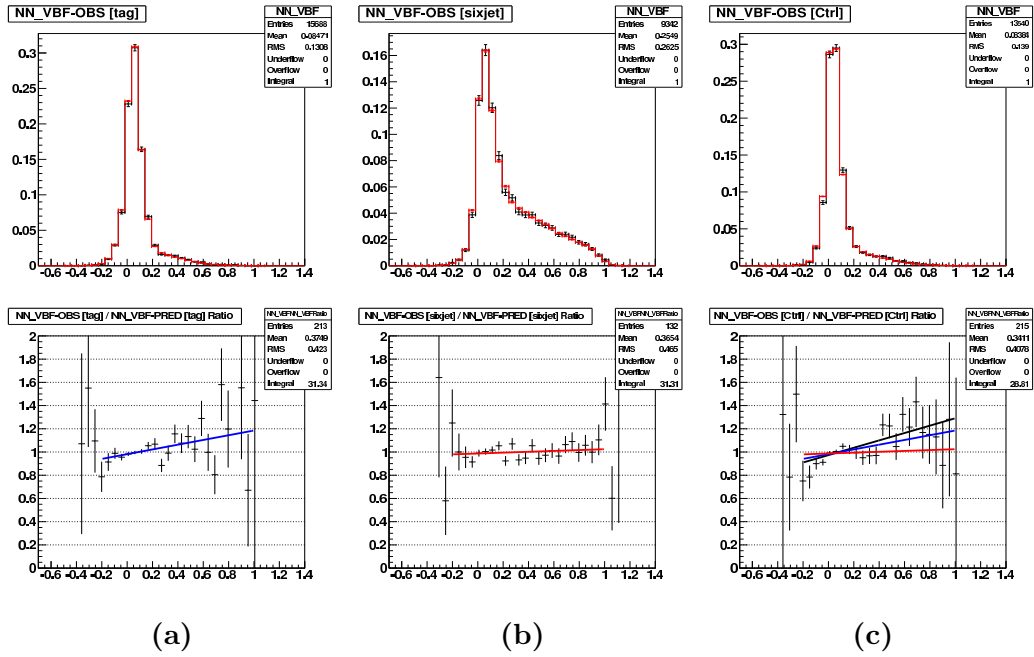 NN_VBF-OBS [tag]
NN_VBF
Entries 15688
Mean 0.08471
RMS 0.1308
Underflow 0
Overflow 0
Integral 1
0.3
0.25
0.2
0.15
0.1
0.05
0
-0.6 -0.4 -0.2 0 0.2 0.4 0.6 0.8 1 1.2 1.4
NN_VBF-OBS [sixjet]
NN_VBF
Entries 9342
Mean 0.2549
RMS 0.2625
Underflow 0
Overflow 0
Integral 1
0.16
0.14
0.12
0.1
0.08
0.06
0.04
0.02
0
-0.6 -0.4 -0.2 0 0.2 0.4 0.6 0.8 1 1.2 1.4
NN_VBF-OBS [Ctrl]
NN_VBF
Entries 13540
Mean 0.08384
RMS 0.139
Underflow 0
Overflow 0
Integral 1
0.3
0.25
0.2
0.15
0.1
0.05
0
-0.6 -0.4 -0.2 0 0.2 0.4 0.6 0.8 1 1.2 1.4
NN_VBF-OBS [tag] / NN_VBF-PRED [tag] Ratio
NN_VBFNN_VBFRatio
Entries 213
Mean 0.3749
RMS 0.423
Underflow 0
Overflow 0
Integral 31.34
2
1.8
1.6
1.4
1.2
1
0.8
0.6
0.4
0.2
0
-0.6 -0.4 -0.2 0 0.2 0.4 0.6 0.8 1 1.2 1.4
NN_VBF-OBS [sixjet] / NN_VBF-PRED [sixjet] Ratio
NN_VBFNN_VBFRatio
Entries 132
Mean 0.3654
RMS 0.465
Underflow 0
Overflow 0
Integral 31.31
2
1.8
1.6
1.4
1.2
1
0.8
0.6
0.4
0.2
0
-0.6 -0.4 -0.2 0 0.2 0.4 0.6 0.8 1 1.2 1.4
NN_VBF-OBS [Ctrl] / NN_VBF-PRED [Ctrl] Ratio
NN_VBFNN_VBFRatio
Entries 215
Mean 0.3411
RMS 0.4078
Underflow 0
Overflow 0
Integral 28.81
2
1.8
1.6
1.4
1.2
1
0.8
0.6
0.4
0.2
0
-0.6 -0.4 -0.2 0 0.2 0.4 0.6 0.8 1 1.2 1.4
(a)
(b)
(c)